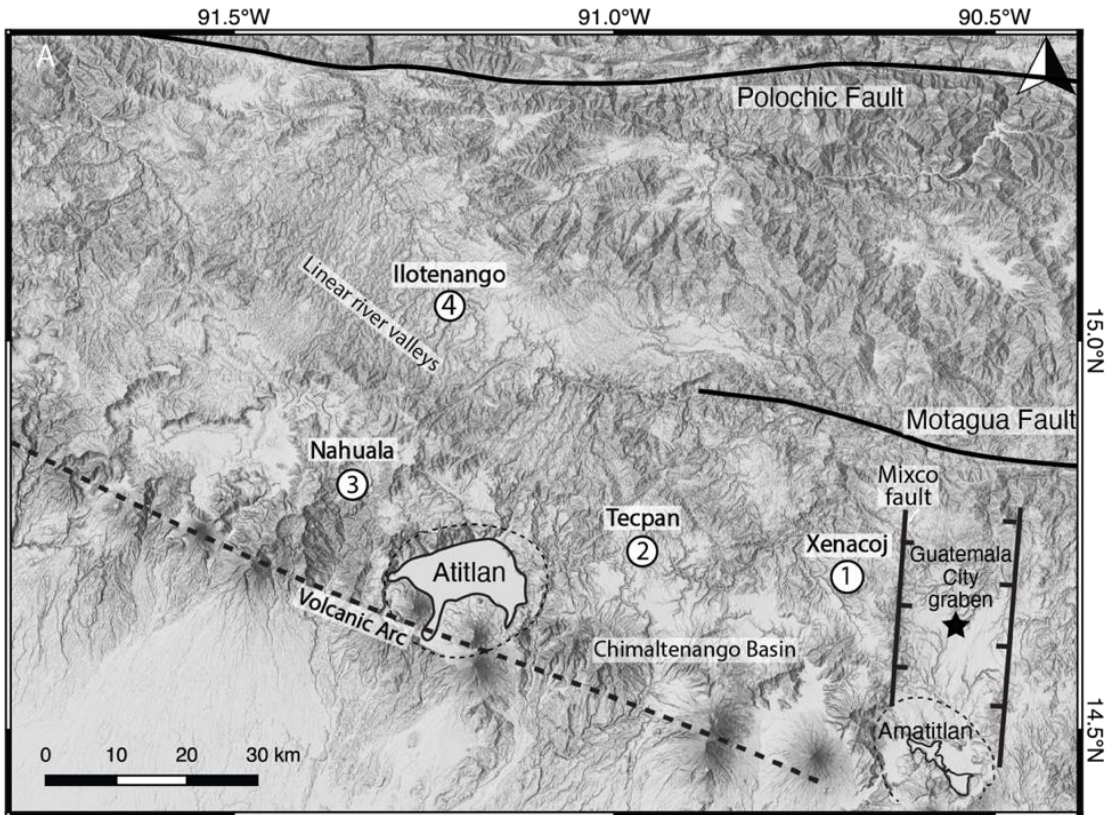 91.5°W
91.0°W
90.5°W
A
Polochic Fault
Ilotenango
4
Linear river valleys
15.0°N
Motagua Fault
Nahuala
3
Mixco
fault
Tecpan
2
Xenacoj
1
Guatemala
City
graben
Atitlan
Volcanic Arc
Chimaltenango Basin
14.5°N
Amatitlan
0 10 20 30 km